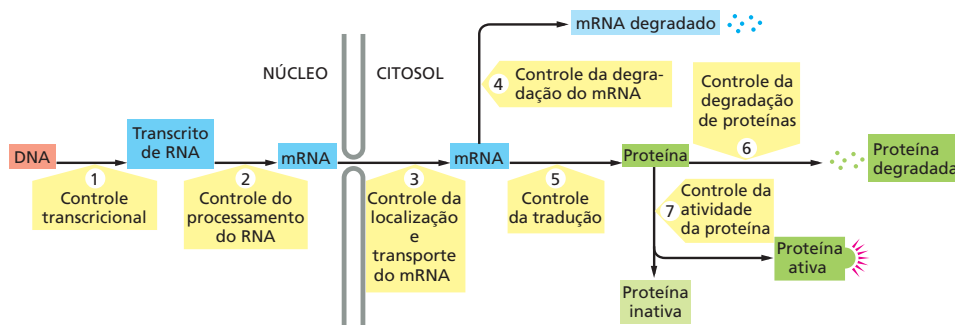 mRNA degradado
NÚCLEO
CITOSOL
4
Controle da degra-
dação do mRNA
Controle da
degradação
de proteínas
6
DNA
Transcrito
de RNA
mRNA
mRNA
Proteína
Proteína
degradada
1
Controle
transcricional
2
Controle do
processamento
do RNA
3
Controle da
localização
e
transporte
do mRNA
5
Controle
da tradução
7
Controle da
atividade
da proteína
Proteína
ativa
Proteína
inativa